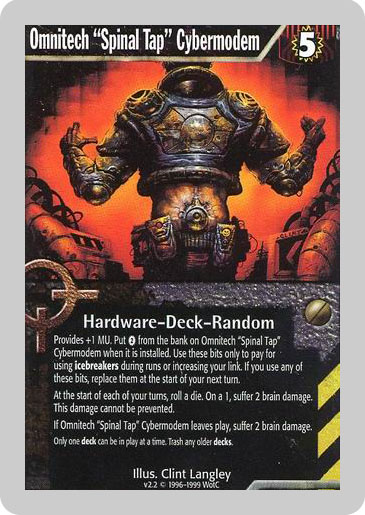 Omnitech "Spinal Tap" Cybermodem
5
Hardware-Deck-Random
Provides +1 MU. Put 2 from the bank on Omnitech "Spinal Tap"
Cybermodem when it is installed. Use these bits only to pay for
using icebreakers during runs or increasing your link. If you use any of
these bits, replace them at the start of your next turn.
At the start of each of your turns, roll a die. On a 1, suffer 2 brain damage.
This damage cannot be prevented.
If Omnitech "Spinal Tap" Cybermodem leaves play, suffer 2 brain damage.
Only one deck can be in play at a time. Trash any older decks.
Illus. Clint Langley
v2.2 © 1996-1999 WotC